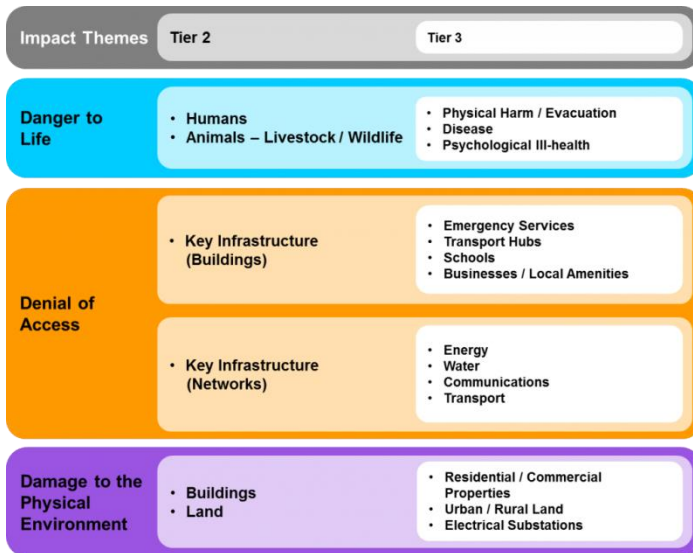 Impact Themes
Tier 2
Tier 3
Danger to
Life
• Humans
• Animals – Livestock / Wildlife
• Physical Harm / Evacuation
• Disease
• Psychological Ill-health
Denial of
Access
• Key Infrastructure
(Buildings)
• Emergency Services
• Transport Hubs
• Schools
• Businesses / Local Amenities
• Key Infrastructure
(Networks)
• Energy
• Water
• Communications
• Transport
Damage to the
Physical
Environment
• Buildings
• Land
• Residential / Commercial
Properties
• Urban / Rural Land
• Electrical Substations